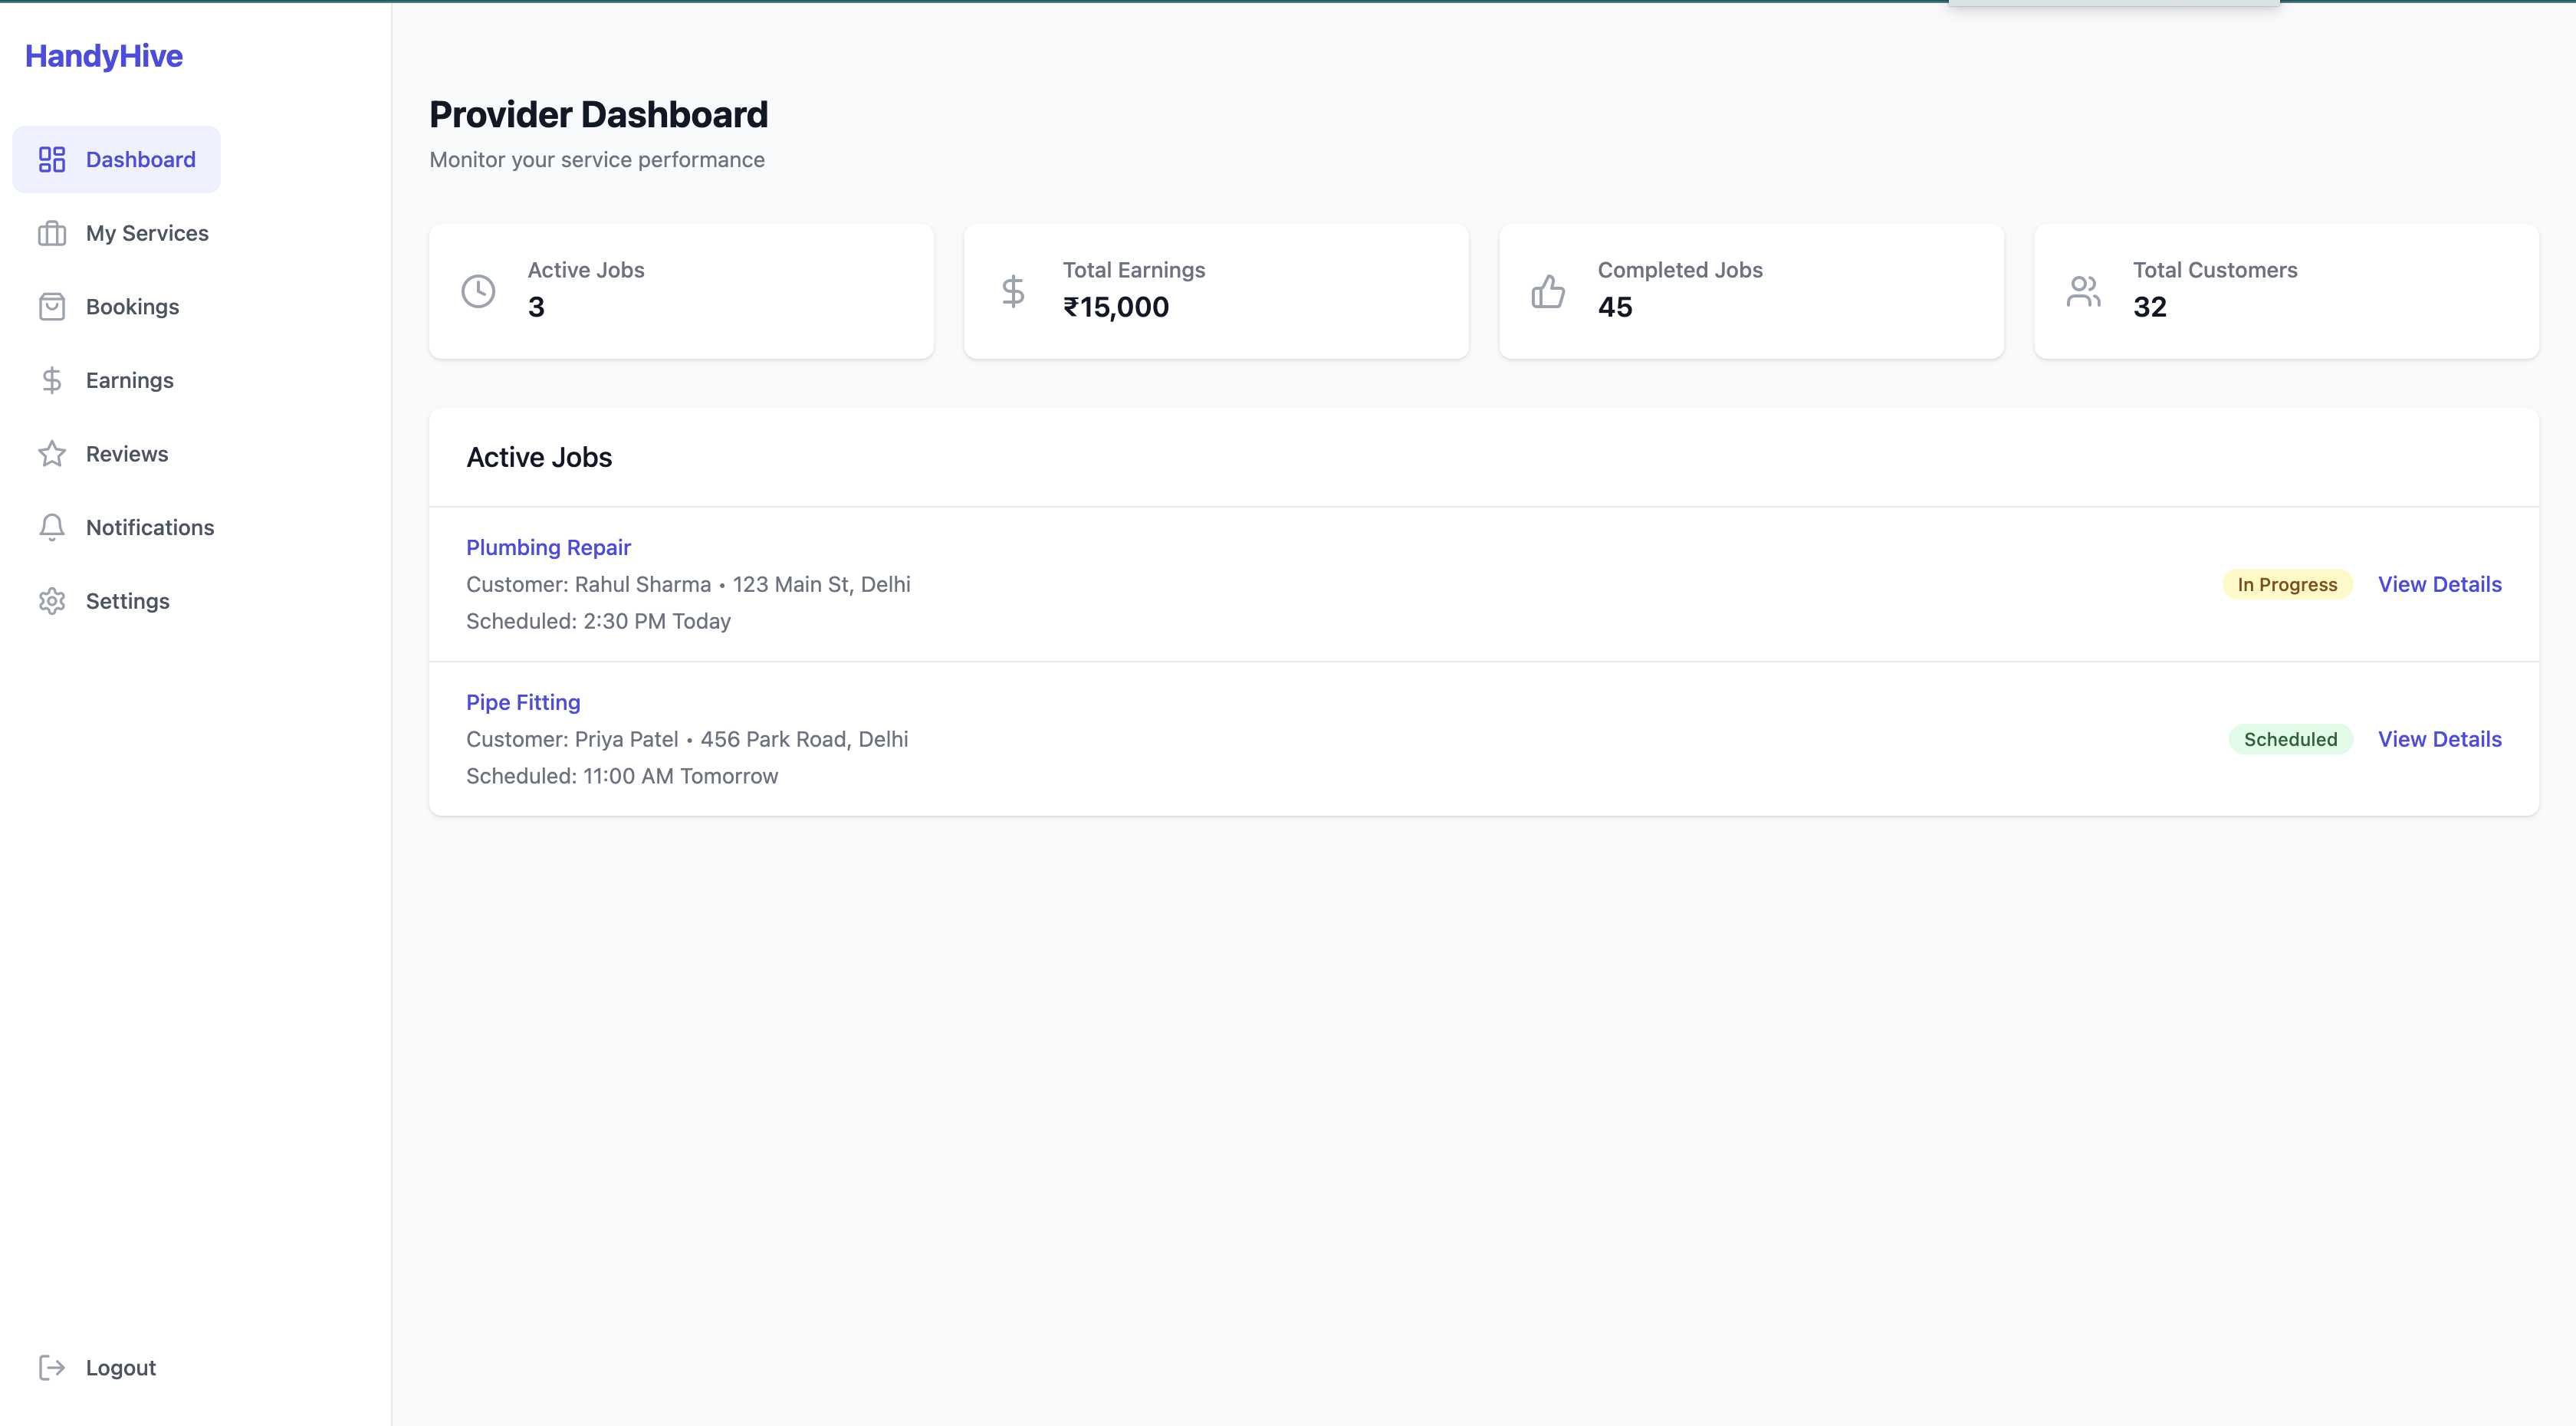 HandyHive
Dashboard
My Services
Bookings
Earnings
Reviews
Notifications
Settings
Logout
Provider Dashboard
Monitor your service performance
Active Jobs
3
Total Earnings
₹15,000
Completed Jobs
45
Total Customers
32
Active Jobs
Plumbing Repair
Customer: Rahul Sharma • 123 Main St, Delhi
Scheduled: 2:30 PM Today
In Progress
View Details
Pipe Fitting
Customer: Priya Patel • 456 Park Road, Delhi
Scheduled: 11:00 AM Tomorrow
Scheduled
View Details